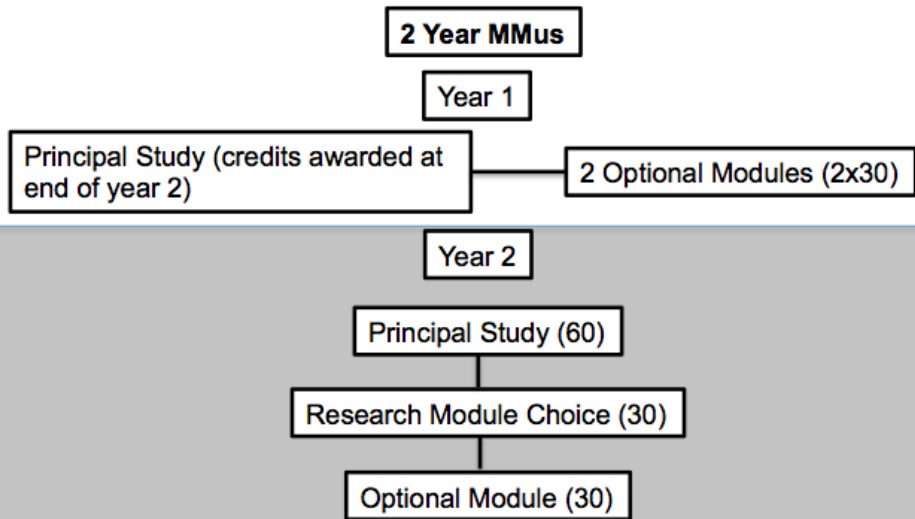 2 Year MMus
Year 1
Principal Study (credits awarded at
end of year 2)
2 Optional Modules (2x30)
Year 2
Principal Study (60)
Research Module Choice (30)
Optional Module (30)